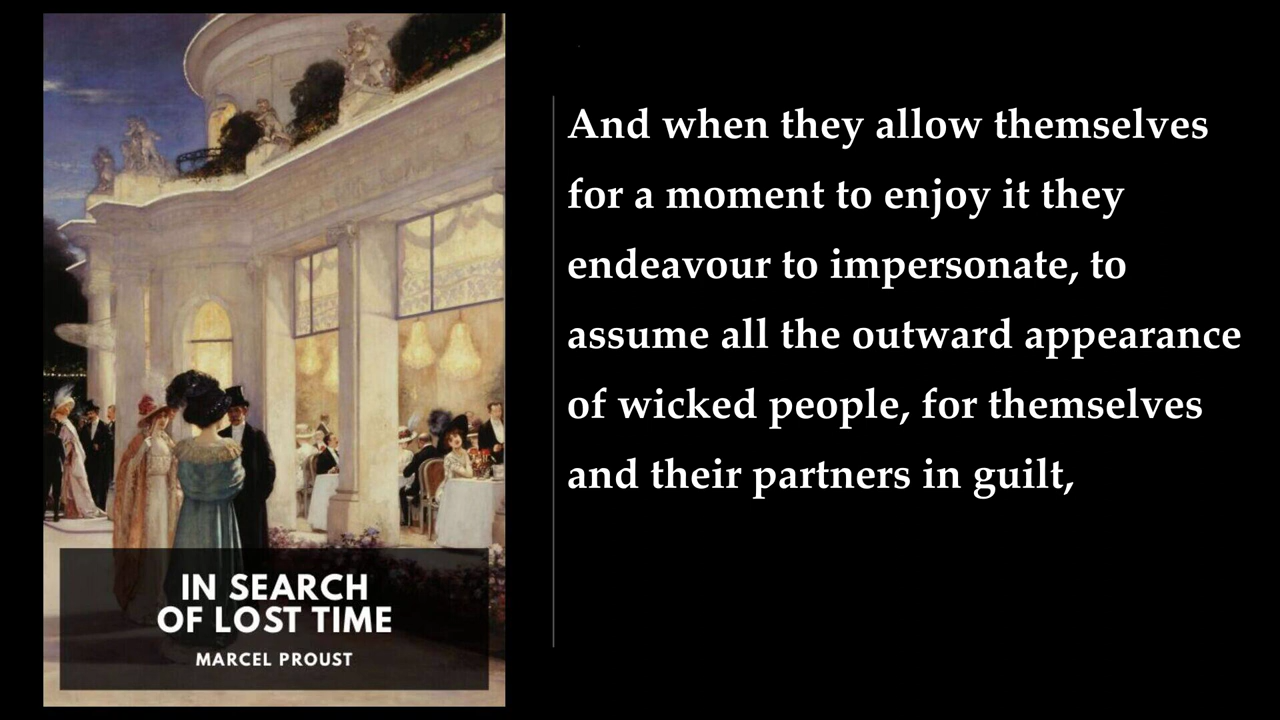 And when they allow themselves
for a moment to enjoy it they
endeavour to impersonate, to
assume all the outward appearance
of wicked people, for themselves
and their partners in guilt,
IN SEARCH
OF LOST TIME
MARCEL PROUST